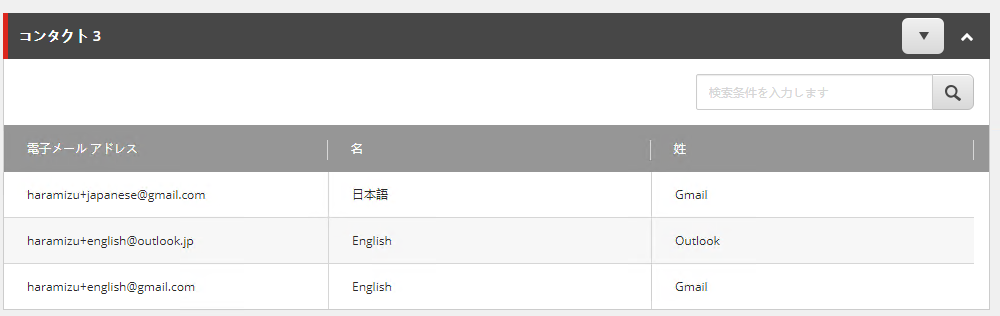 コンタクト 3
検索条件を入力します
電子メール アドレス 名 姓
haramizu+japanese@gmail.com 日本語 Gmail
haramizu+english@outlook.jp English Outlook
haramizu+english@gmail.com English Gmail